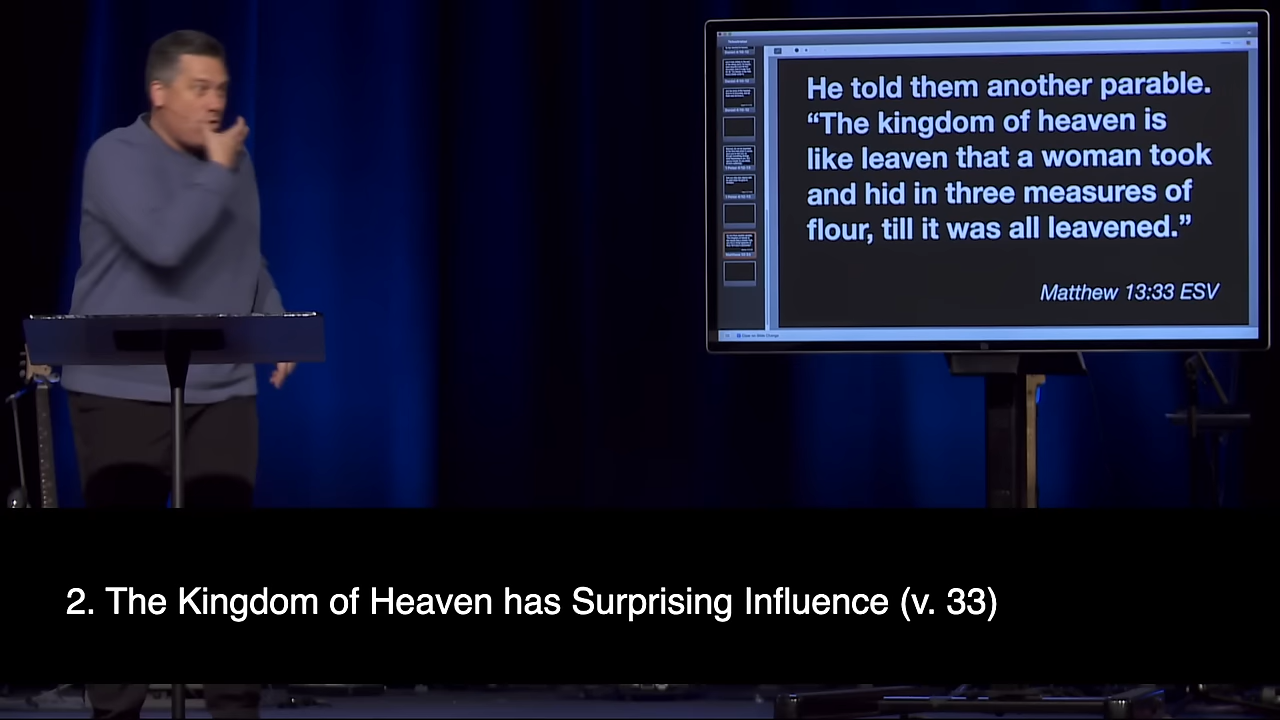 He told them another parable.
“The kingdom of heaven is
like leaven that a woman took
and hid in three measures of
flour, till it was all leavened.”
Matthew 13:33 ESV
2. The Kingdom of Heaven has Surprising Influence (v. 33)